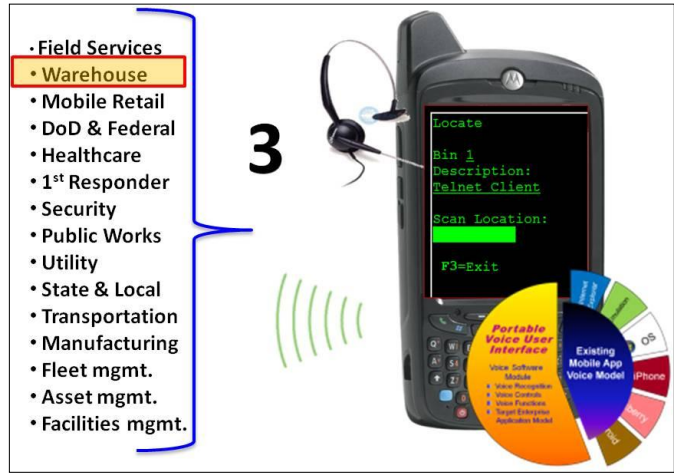 • Field Services
• Warehouse
• Mobile Retail
• DoD & Federal
• Healthcare
• 1st Responder
• Security
• Public Works
• Utility
• State & Local
• Transportation
• Manufacturing
• Fleet mgmt.
• Asset mgmt.
• Facilities mgmt.
3
Locate
Bin 1
Description:
Telnet Client
Scan Location:
F3=Exit
Portable
Voice User
Interface
Voice Software
Module
Voice Recognition
Voice Controls
Voice Functions
Target Enterprise
Application Model
Existing
Mobile App
Voice Model
Internet
Explorer
OS
iPhone